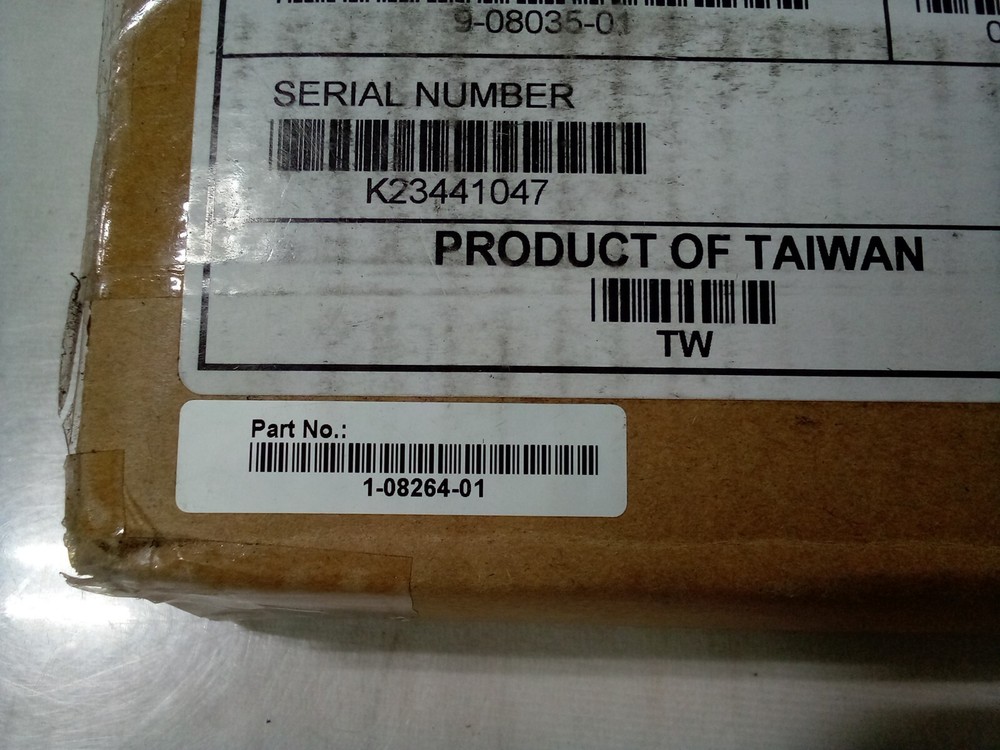 9-08035-01
SERIAL NUMBER
K23441047
PRODUCT OF TAIWAN
TW
Part No.:
1-08264-01